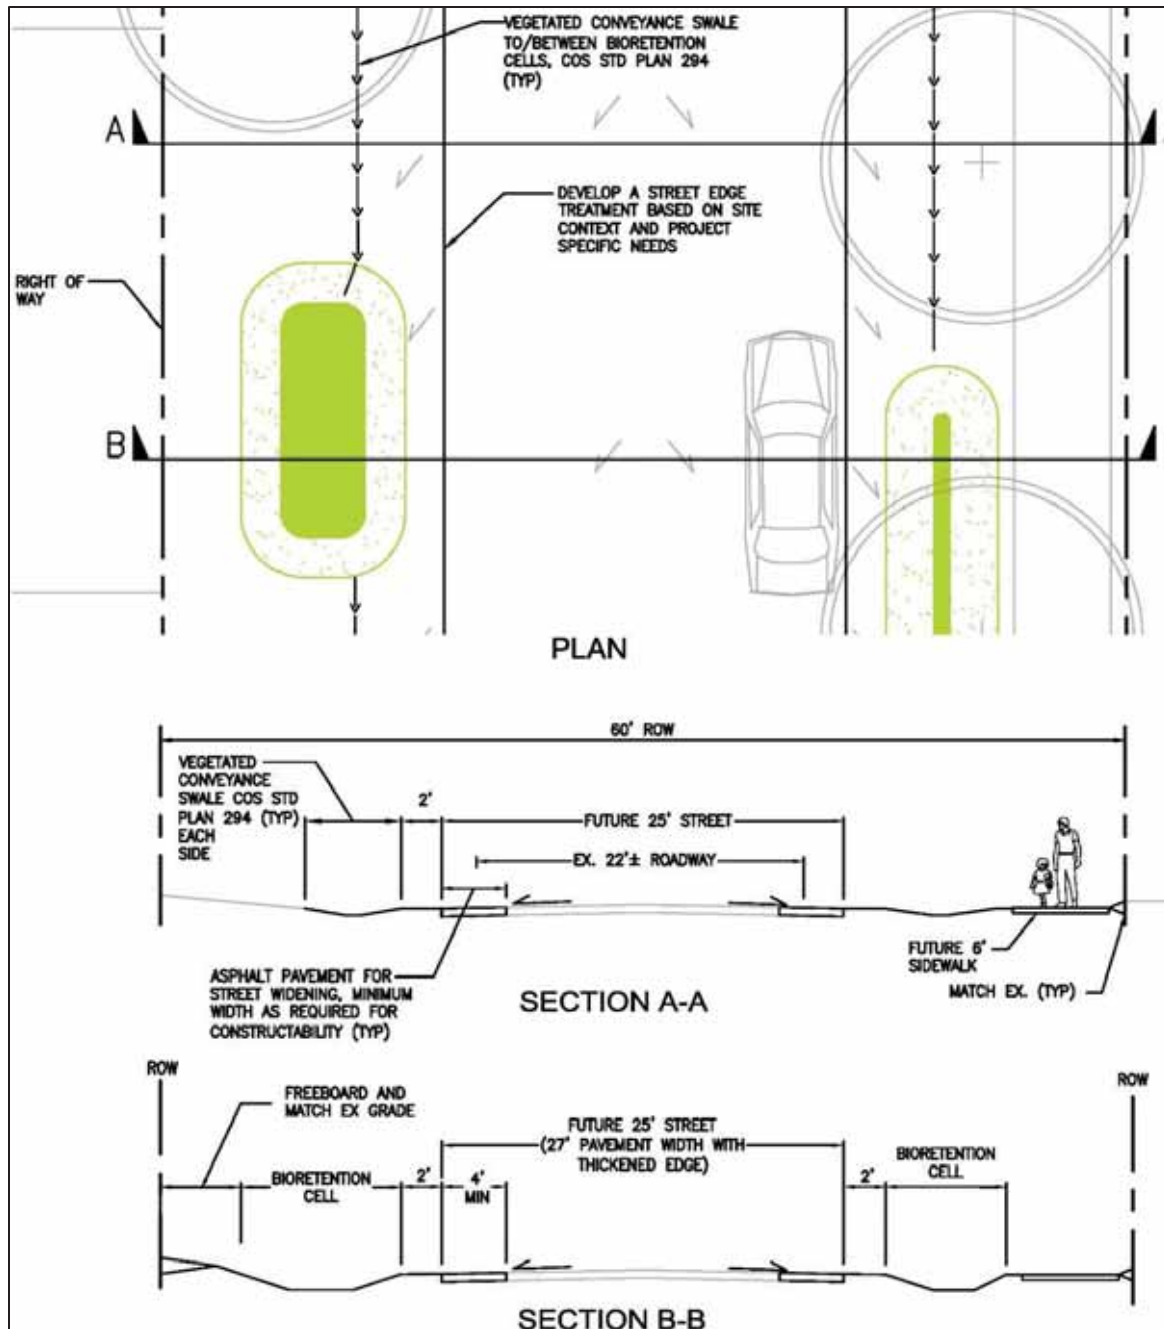 VEGETATED CONVEYANCE SWALE
TO/BETWEEN BIORETENTION
CELLS, COS STD PLAN 294
(TYP)
A
DEVELOP A STREET EDGE
TREATMENT BASED ON SITE
CONTEXT AND PROJECT
SPECIFIC NEEDS
RIGHT OF
WAY
B
PLAN
60' ROW
VEGETATED
CONVEYANCE
SWALE COS STD
PLAN 294 (TYP)
EACH
SIDE
2'
FUTURE 25' STREET
EX. 22'± ROADWAY
ASPHALT PAVEMENT FOR
STREET WIDENING, MINIMUM
WIDTH AS REQUIRED FOR
CONSTRUCTABILITY (TYP)
FUTURE 6'
SIDEWALK
MATCH EX. (TYP)
SECTION A-A
ROW
FREEBOARD AND
MATCH EX GRADE
BIORETENTION
CELL
2'
4'
MIN
FUTURE 25' STREET
(27' PAVEMENT WIDTH WITH
THICKENED EDGE)
2'
BIORETENTION
CELL
ROW
SECTION B-B